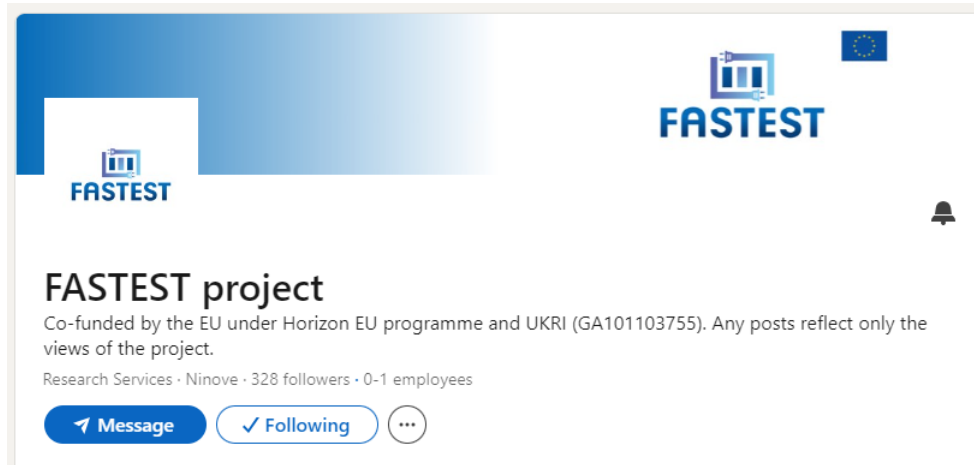 FASTEST
FASTEST
FASTEST project
Co-funded by the EU under Horizon EU programme and UKRI (GA101103755). Any posts reflect only the
views of the project.
Research Services · Ninove · 328 followers · 0-1 employees
Message
Following